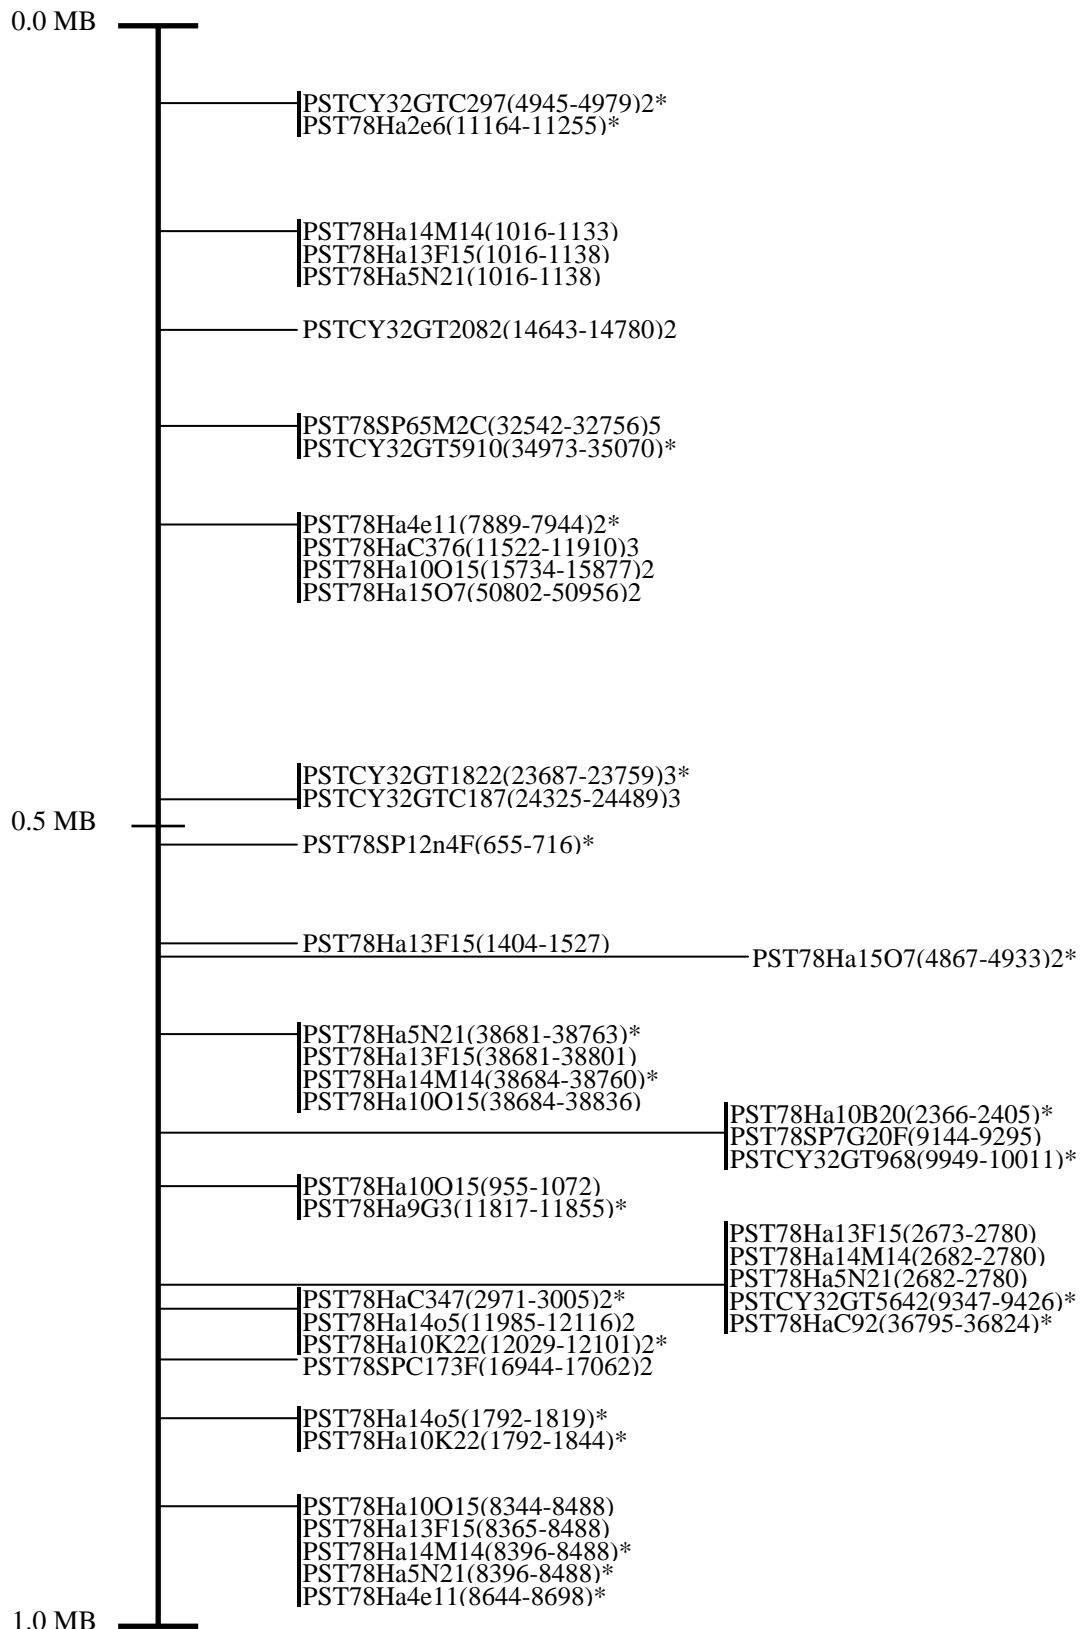 0.0 MB
PSTCY32GTC297(4945-4979)2*
PST78Ha2e6(11164-11255)*
PST78Ha14M14(1016-1133)
PST78Ha13F15(1016-1138)
PST78Ha5N21(1016-1138)
PSTCY32GT2082(14643-14780)2
PST78SP65M2C(32542-32756)5
PSTCY32GT5910(34973-35070)*
PST78Ha4e11(7889-7944)2*
PST78HaC376(11522-11910)3
PST78Ha10O15(15734-15877)2
PST78Ha15O7(50802-50956)2
PSTCY32GT1822(23687-23759)3*
PSTCY32GTC187(24325-24489)3
0.5 MB
PST78SP12n4F(655-716)*
PST78Ha13F15(1404-1527)
PST78Ha15O7(4867-4933)2*
PST78Ha5N21(38681-38763)*
PST78Ha13F15(38681-38801)
PST78Ha14M14(38684-38760)*
PST78Ha10O15(38684-38836)
PST78Ha10B20(2366-2405)*
PST78SP7G20F(9144-9295)
PSTCY32GT968(9949-10011)*
PST78Ha10O15(955-1072)
PST78Ha9G3(11817-11855)*
PST78Ha13F15(2673-2780)
PST78Ha14M14(2682-2780)
PST78Ha5N21(2682-2780)
PSTCY32GT5642(9347-9426)*
PST78HaC92(36795-36824)*
PST78HaC347(2971-3005)2*
PST78Ha14o5(11985-12116)2
PST78Ha10K22(12029-12101)2*
PST78SPC173F(16944-17062)2
PST78Ha14o5(1792-1819)*
PST78Ha10K22(1792-1844)*
PST78Ha10O15(8344-8488)
PST78Ha13F15(8365-8488)
PST78Ha14M14(8396-8488)*
PST78Ha5N21(8396-8488)*
PST78Ha4e11(8644-8698)*
1.0 MB